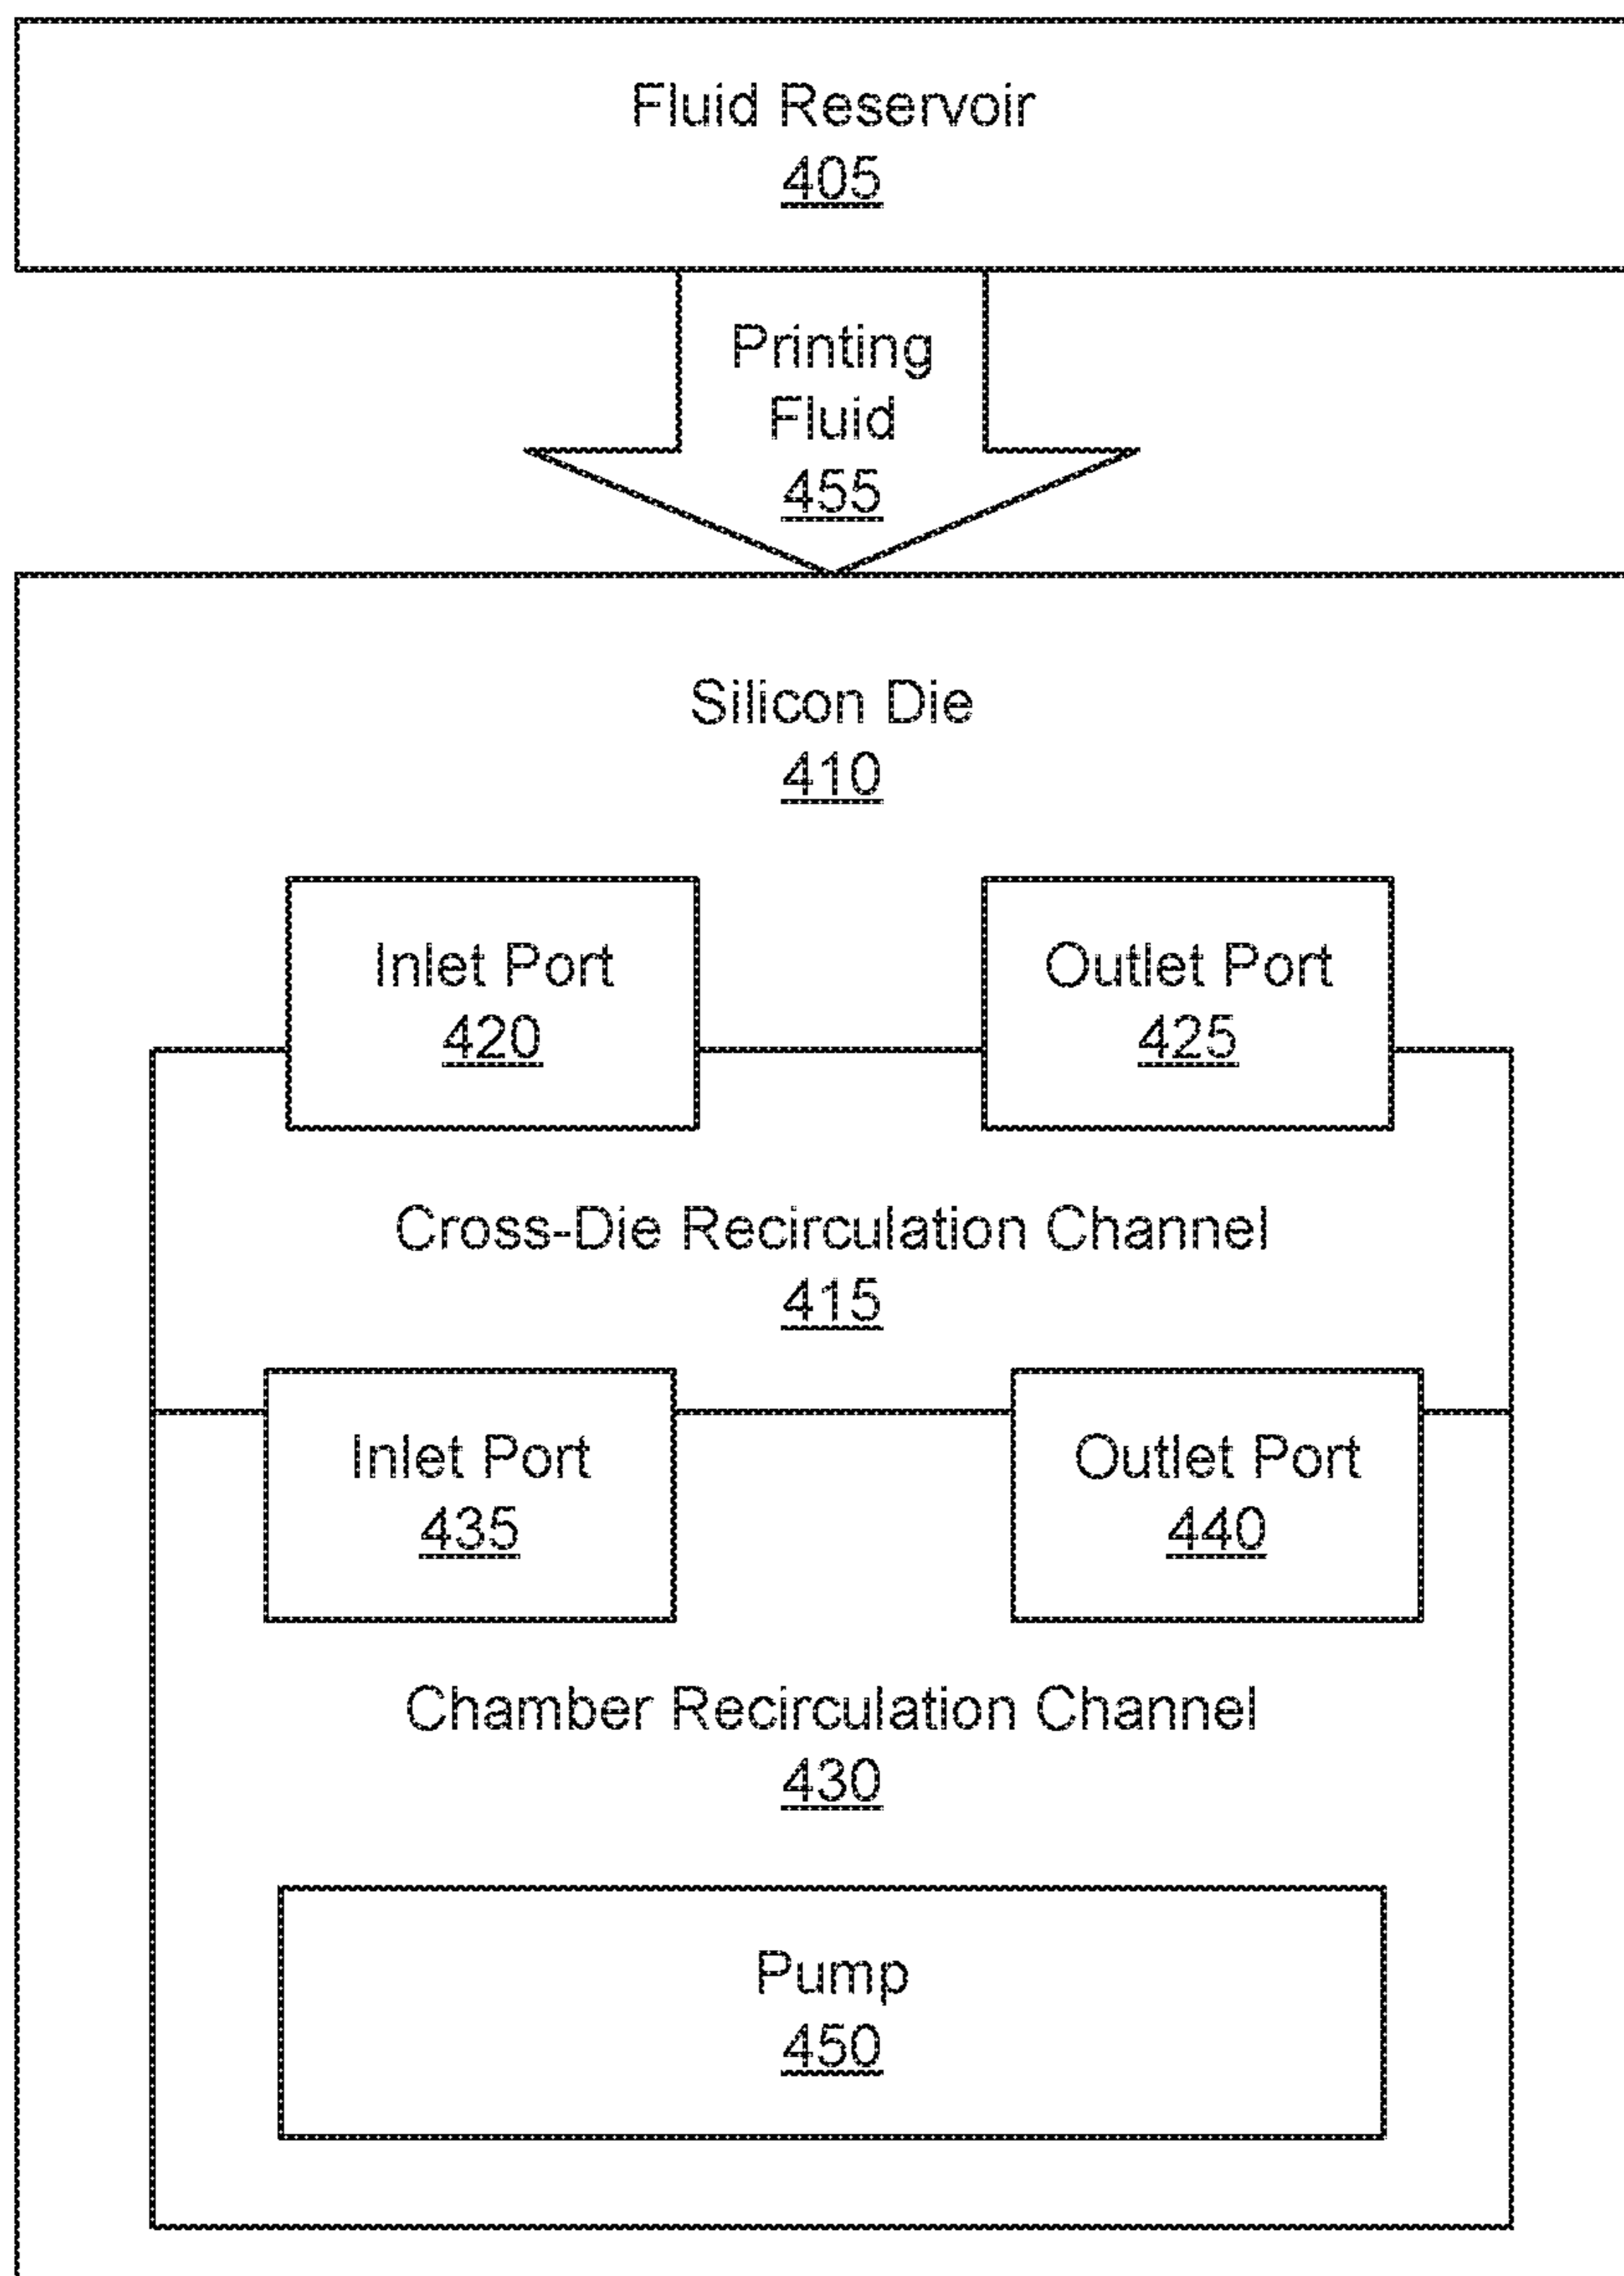 Fluid Reservoir
405
Printing
Fluid
455
Silicon Die
410
Inlet Port
420
Outlet Port
425
Cross-Die Recirculation Channel
415
Inlet Port
435
Outlet Port
440
Chamber Recirculation Channel
430
Pump
450